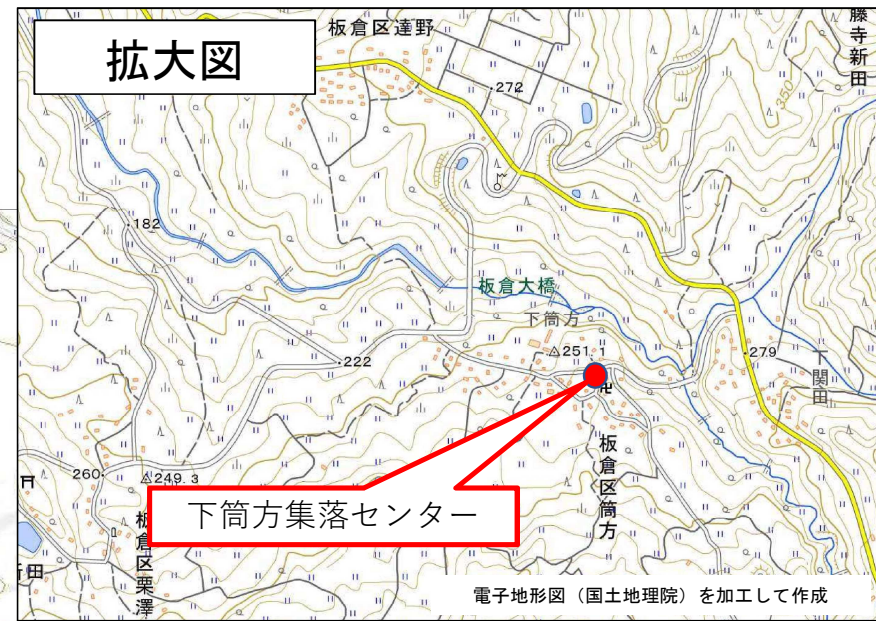 拡大図
板倉区達野
藤寺新田
272
350
182
板倉大橋
下筒方
251.1
279
下関田
222
260
249.3
下筒方集落センター
板倉区筒方
板倉区栗澤
新田
電子地形図（国土地理院）を加工して作成